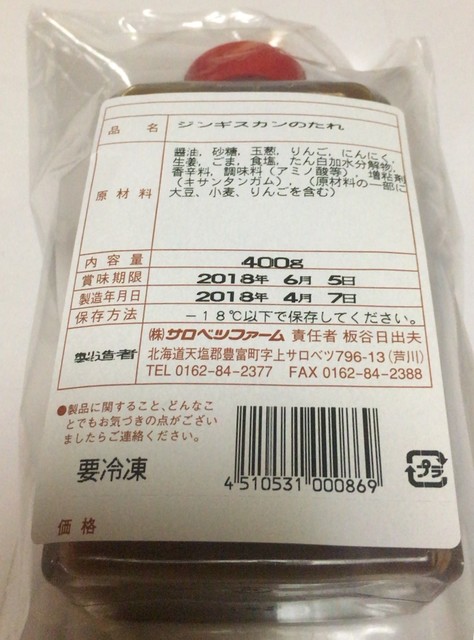 品名 ジンギスカンのたれ
原材料
醤油、砂糖、玉葱、りんご、にんにく、
生姜、ごま、食塩、たん白加水分解物、
香辛料、調味料（アミノ酸等）、増粘剤
（キサンタンガム）、（原材料の一部に
大豆、小麦、りんごを含む）
内容量 400g
賞味期限 2018年 6月 5日
製造年月日 2018年 4月 7日
保存方法 －18℃以下で保存してください。
製造者
㈱サロベツファーム 責任者 板谷日出夫
北海道天塩郡豊富町字上サロベツ796-13（芦川）
TEL 0162-84-2377 FAX 0162-84-2388
●製品に関すること、どんなこ
とでもお気づきの点がござい
ましたらご連絡ください。
要冷凍
4 510531 000869
プラ
価格